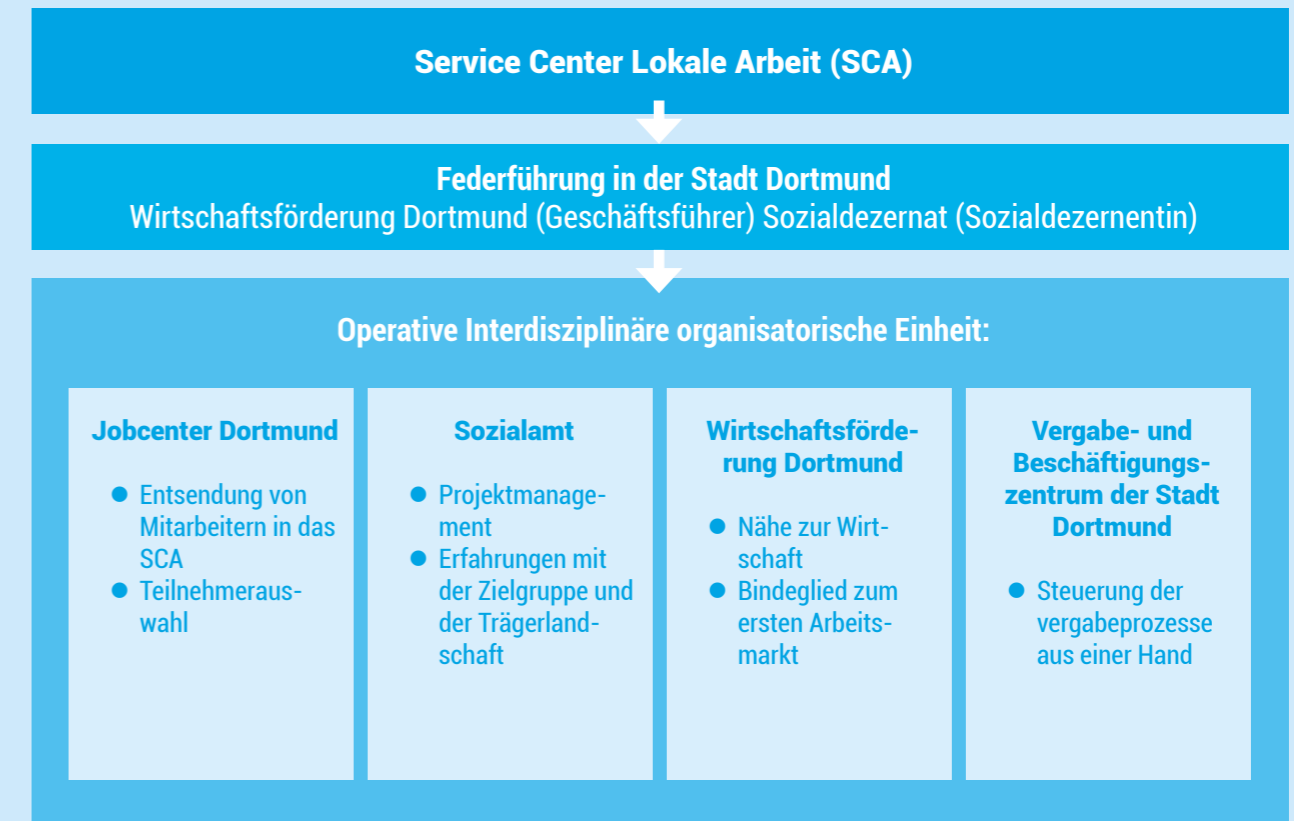 Service Center Lokale Arbeit (SCA)
Federführung in der Stadt Dortmund
Wirtschaftsförderung Dortmund (Geschäftsführer) Sozialdezernat (Sozialdezernentin)
Operative Interdisziplinäre organisatorische Einheit:
Jobcenter Dortmund
● Entsendung von
Mitarbeitern in das
SCA
● Teilnehmeraus-
wahl
Sozialamt
● Projektmanage-
ment
● Erfahrungen mit
der Zielgruppe und
der Trägerland-
schaft
Wirtschaftsförde-
rung Dortmund
● Nähe zur Wirt-
schaft
● Bindeglied zum
ersten Arbeits-
markt
Vergabe- und
Beschäftigungs-
zentrum der Stadt
Dortmund
● Steuerung der
vergabeprozesse
aus einer Hand